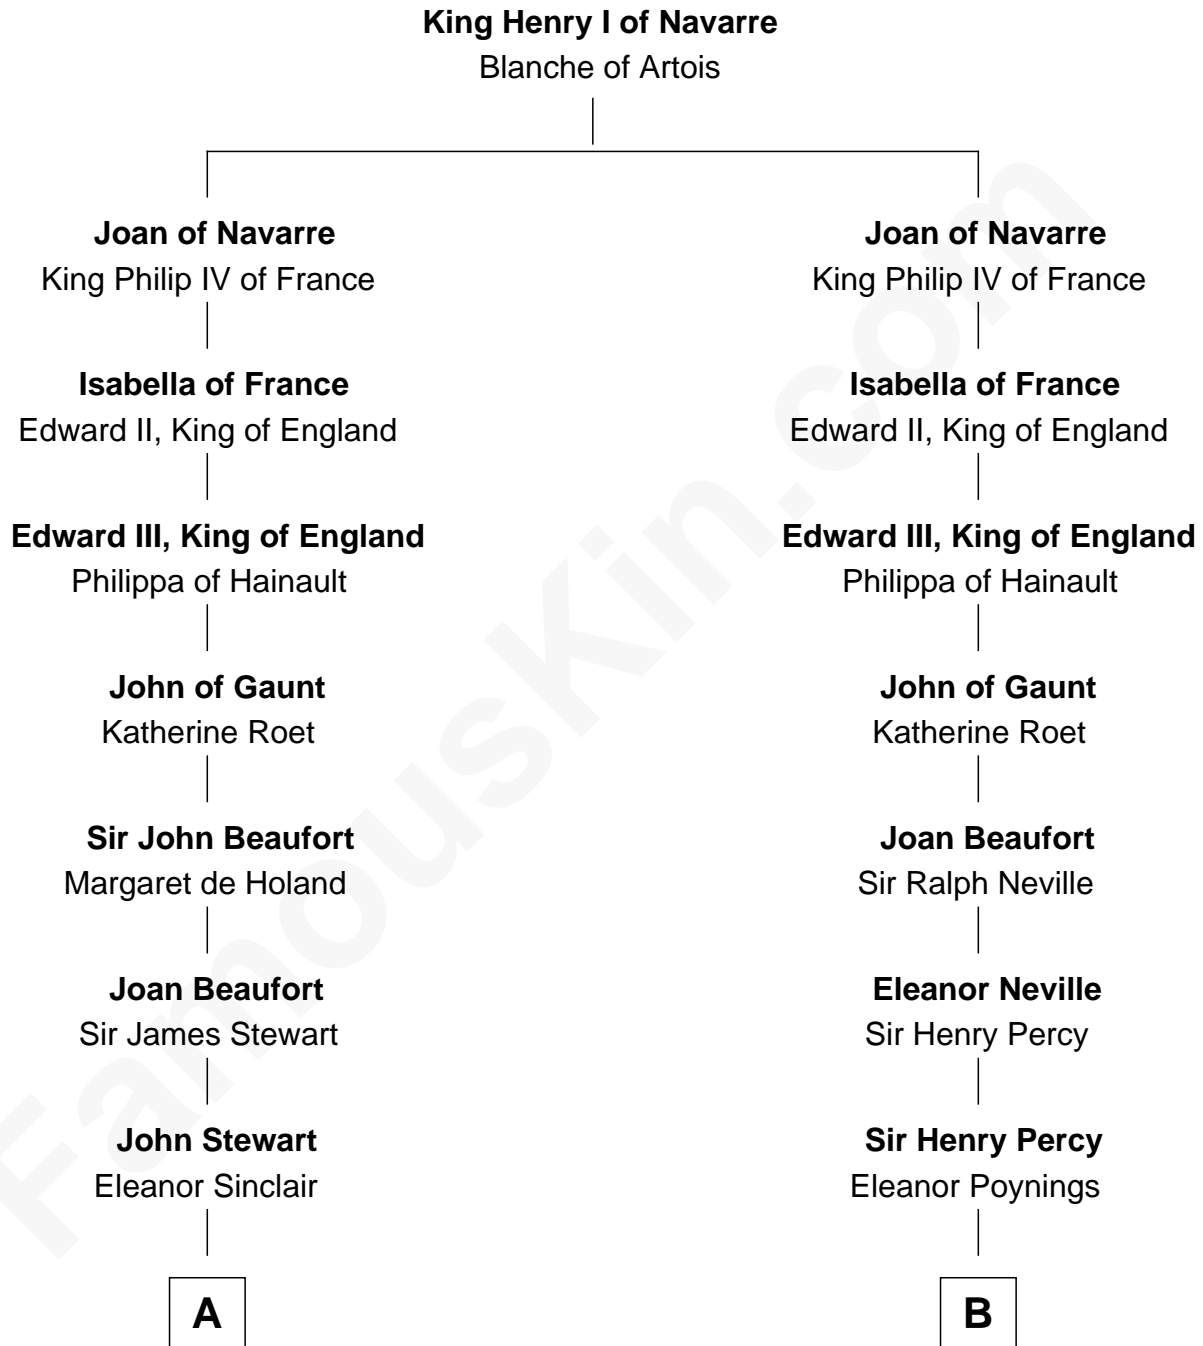 King Henry I of Navarre
Blanche of Artois
Joan of Navarre
King Philip IV of France
Isabella of France
Edward II, King of England
Edward III, King of England
Philippa of Hainault
John of Gaunt
Katherine Roet
Sir John Beaufort
Margaret de Holand
Joan Beaufort
Sir James Stewart
John Stewart
Eleanor Sinclair
A
Joan of Navarre
King Philip IV of France
Isabella of France
Edward II, King of England
Edward III, King of England
Philippa of Hainault
John of Gaunt
Katherine Roet
Joan Beaufort
Sir Ralph Neville
Eleanor Neville
Sir Henry Percy
Sir Henry Percy
Eleanor Poynings
B
FamousKin.com